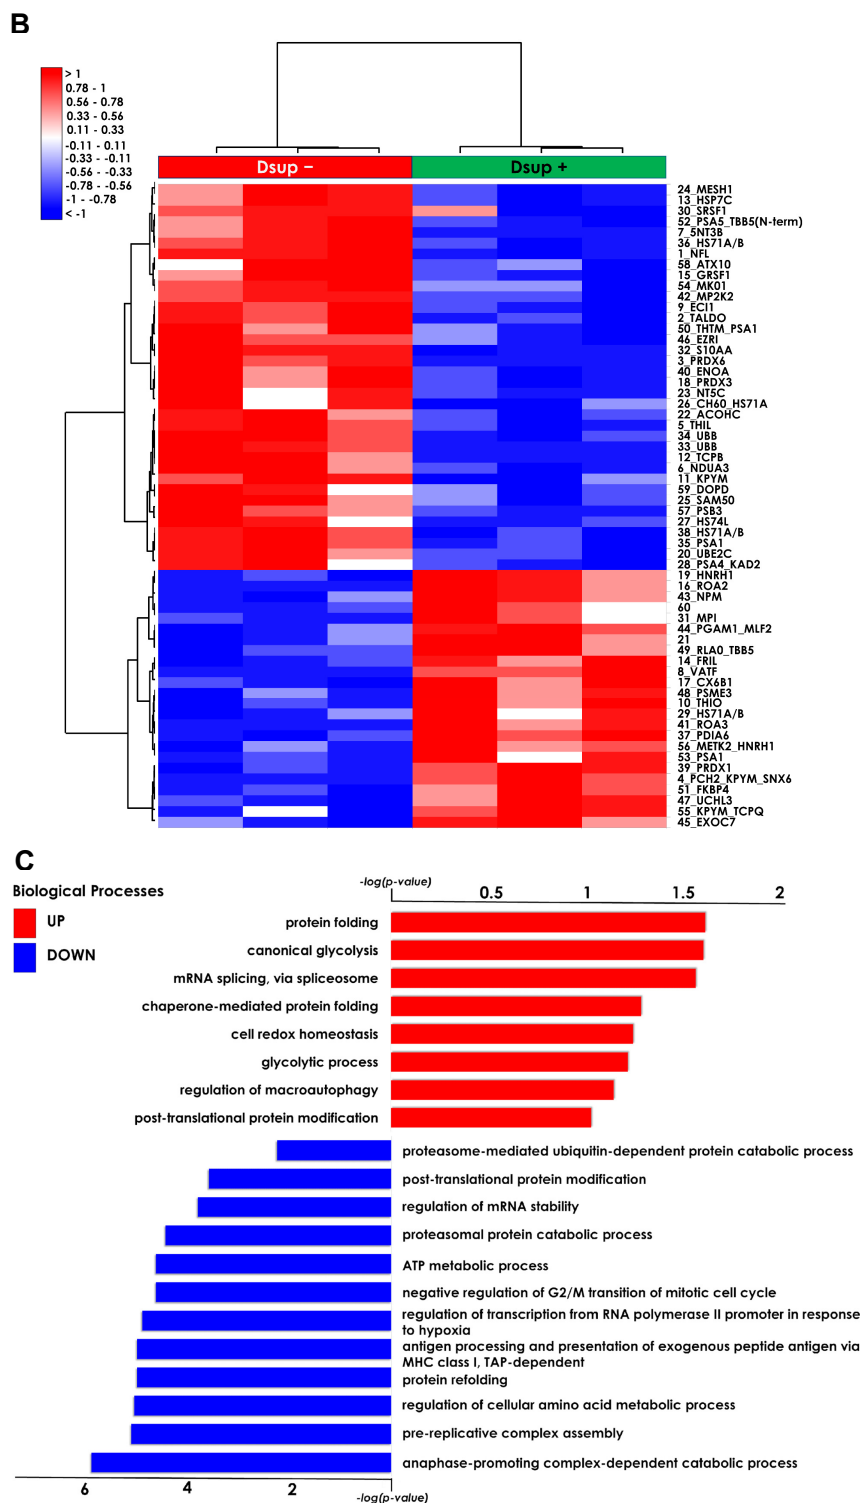 B
> 1
0.78 - 1
0.56 - 0.78
0.33 - 0.56
0.11 - 0.33
-0.11 - 0.11
-0.33 - -0.11
-0.56 - -0.33
-0.78 - -0.56
-1 - -0.78
< -1
Dsup − Dsup +
24_MESH1
13_HSP7C
30_SRSF1
52_PSA5_TBB5(N-term)
7_5NT3B
36_HS71A/B
1_NFL
58_ATX10
15_GRSF1
54_MK01
42_MP2K2
9_ECI1
2_TALDO
50_THTM_PSA1
46_EZRI
32_S10AA
3_PRDX6
40_ENOA
18_PRDX3
23_NT5C
26_CH60_HS71A
22_ACOHC
5_THIL
34_UBB
33_UBB
12_TCPB
6_NDUA3
11_KPYM
59_DOPD
25_SAM50
57_PSB3
27_HS74L
38_HS71A/B
35_PSA1
20_UBE2C
28_PSA4_KAD2
19_HNRH1
16_ROA2
43_NPM
60
31_MPI
44_PGAM1_MLF2
21
49_RLA0_TBB5
14_FRIL
8_VATF
17_CX6B1
48_PSME3
10_THIO
29_HS71A/B
41_ROA3
37_PDIA6
56_METK2_HNRH1
53_PSA1
39_PRDX1
4_PCH2_KPYM_SNX6
51_FKBP4
47_UCHL3
55_KPYM_TCPQ
45_EXOC7
C
Biological Processes
UP
DOWN
-log(p-value)
0.5 1 1.5 2
protein folding
canonical glycolysis
mRNA splicing, via spliceosome
chaperone-mediated protein folding
cell redox homeostasis
glycolytic process
regulation of macroautophagy
post-translational protein modification
proteasome-mediated ubiquitin-dependent protein catabolic process
post-translational protein modification
regulation of mRNA stability
proteasomal protein catabolic process
ATP metabolic process
negative regulation of G2/M transition of mitotic cell cycle
regulation of transcription from RNA polymerase II promoter in response
to hypoxia
antigen processing and presentation of exogenous peptide antigen via
MHC class I, TAP-dependent
protein refolding
regulation of cellular amino acid metabolic process
pre-replicative complex assembly
anaphase-promoting complex-dependent catabolic process
6 4 2
-log(p-value)